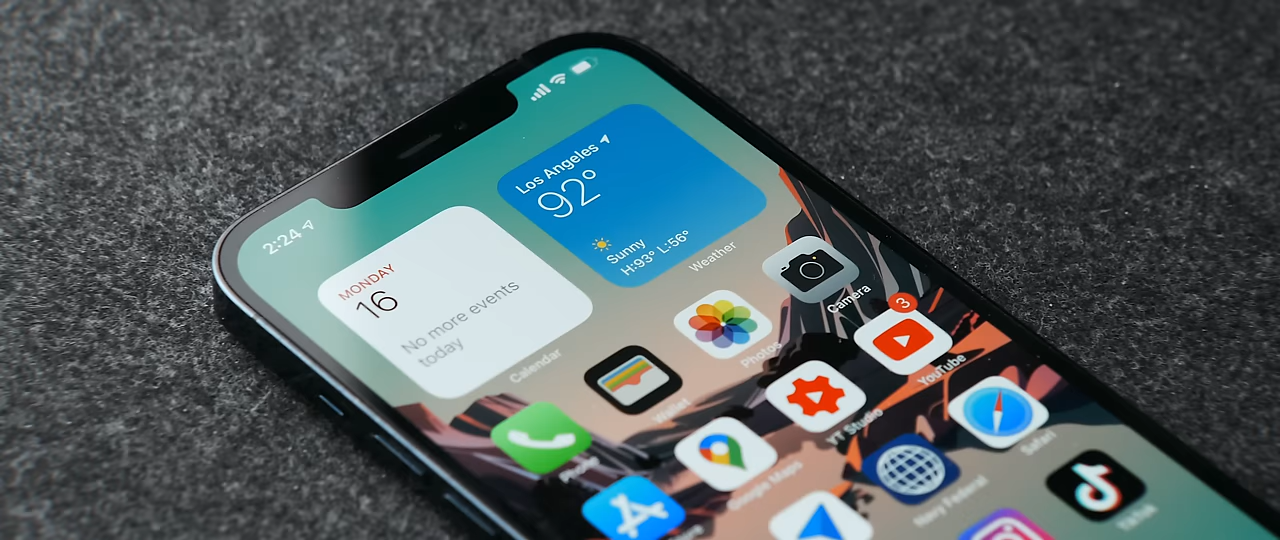 2:24
MONDAY
16
No more events
today
Calendar
Los Angeles
92°
Sunny
H:93° L:56°
Weather
Wallet
Photos
Camera
Phone
Google Maps
YT Studio
3
YouTube
Navy Federal
Safari
TikTok